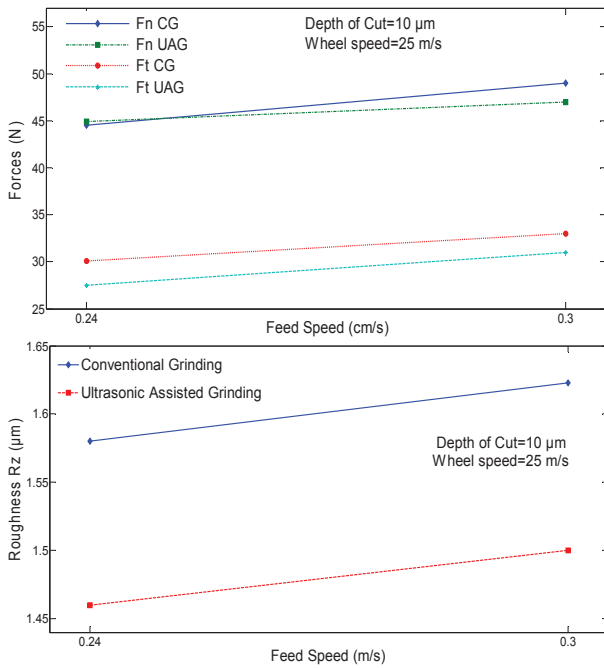 Fn CG
Fn UAG
Ft CG
Ft UAG
Depth of Cut=10 µm
Wheel speed=25 m/s
55
50
45
40
35
30
25
Forces (N)
0.24
0.3
Feed Speed (cm/s)
1.65
1.6
1.55
1.5
1.45
Roughness Rz (µm)
Conventional Grinding
Ultrasonic Assisted Grinding
Depth of Cut=10 µm
Wheel speed=25 m/s
0.24
0.3
Feed Speed (m/s)